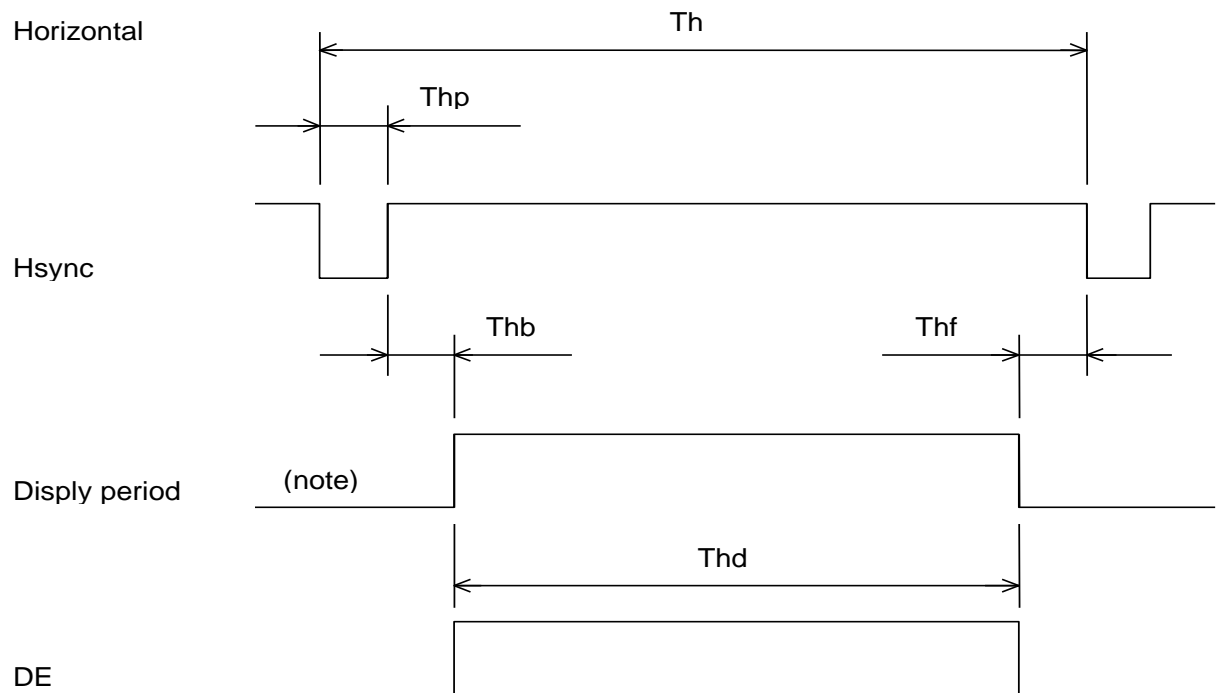 Horizontal
Th
Thp
Hsync
Thb
Thf
Disply period
(note)
Thd
DE